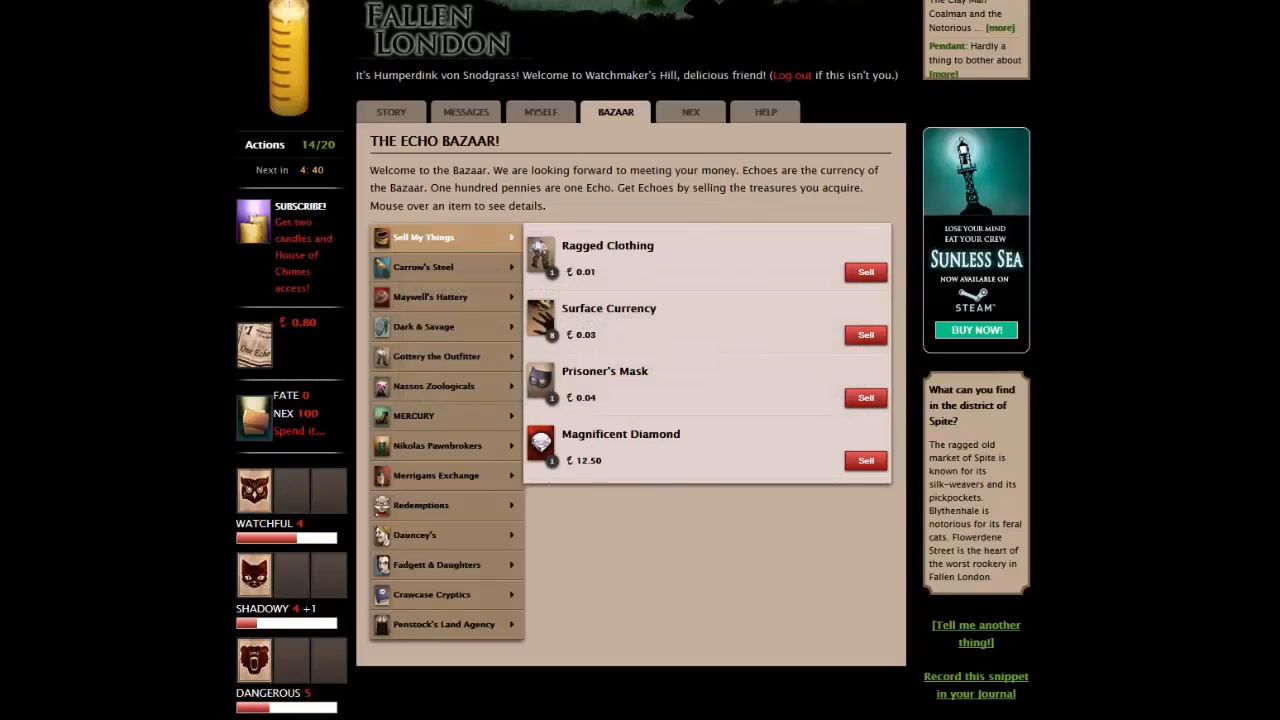 FALLEN
LONDON
It's Humperdink von Snodgrass! Welcome to Watchmaker's Hill, delicious friend! (Log out if this isn't you.)
STORY
MESSAGES
MYSELF
BAZAAR
NEX
HELP
Actions 14/20
Next in 4: 40
SUBSCRIBE!
Get two
candles and
House of
Chimes
access!
£ 0.80
#1
One Echo
FATE 0
NEX 100
Spend it...
WATCHFUL 4
SHADOWY 4 +1
DANGEROUS 5
THE ECHO BAZAAR!
Welcome to the Bazaar. We are looking forward to meeting your money. Echoes are the currency of
the Bazaar. One hundred pennies are one Echo. Get Echoes by selling the treasures you acquire.
Mouse over an item to see details.
Sell My Things
Carrow's Steel
Maywell's Hattery
Dark & Savage
Gottery the Outfitter
Nassos Zoologicals
MERCURY
Nikolas Pawnbrokers
Merrigans Exchange
Redemptions
Dauncey's
Fadgett & Daughters
Crawcase Cryptics
Penstock's Land Agency
Ragged Clothing
1
£ 0.01
Sell
Surface Currency
8
£ 0.03
Sell
Prisoner's Mask
1
£ 0.04
Sell
Magnificent Diamond
1
£ 12.50
Sell
The Clay Man
Coalman and the
Notorious ... [more]
Pendant: Hardly a
thing to bother about
[more]
LOSE YOUR MIND
EAT YOUR CREW
SUNLESS SEA
NOW AVAILABLE ON
STEAM™
BUY NOW!
What can you find
in the district of
Spite?
The ragged old
market of Spite is
known for its
silk-weavers and its
pickpockets.
Blythenhale is
notorious for its feral
cats. Flowerdene
Street is the heart of
the worst rookery in
Fallen London.
[Tell me another
thing!]
Record this snippet
in your Journal